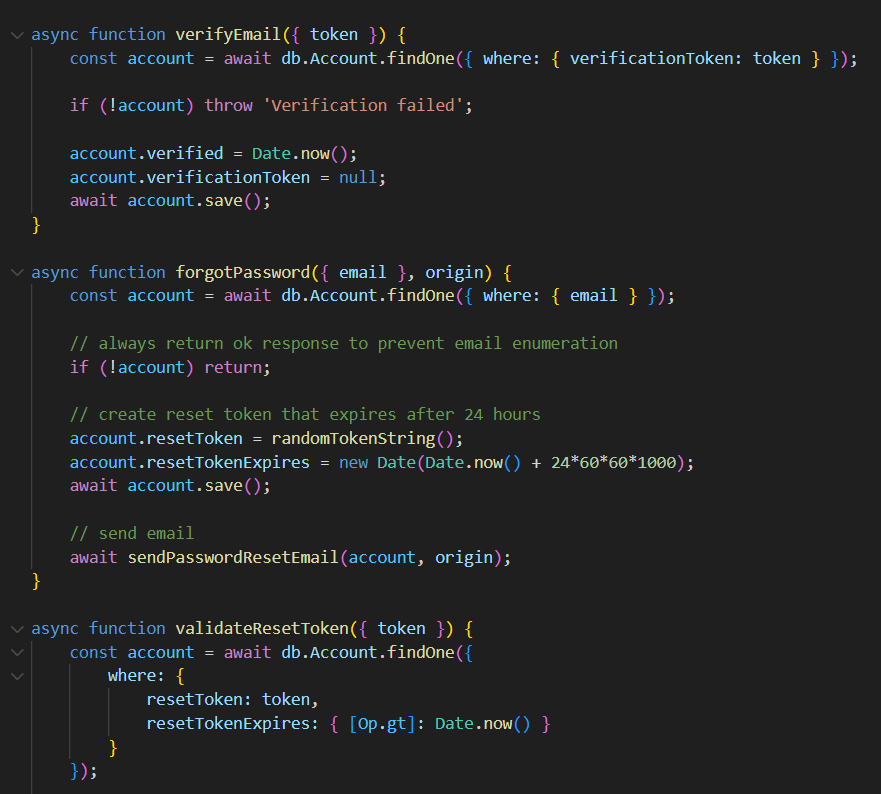 async function verifyEmail({ token }) {
    const account = await db.Account.findOne({ where: { verificationToken: token } });

    if (!account) throw 'Verification failed';

    account.verified = Date.now();
    account.verificationToken = null;
    await account.save();
}

async function forgotPassword({ email }, origin) {
    const account = await db.Account.findOne({ where: { email } });

    // always return ok response to prevent email enumeration
    if (!account) return;

    // create reset token that expires after 24 hours
    account.resetToken = randomTokenString();
    account.resetTokenExpires = new Date(Date.now() + 24*60*60*1000);
    await account.save();

    // send email
    await sendPasswordResetEmail(account, origin);
}

async function validateResetToken({ token }) {
    const account = await db.Account.findOne({
        where: {
            resetToken: token,
            resetTokenExpires: { [Op.gt]: Date.now() }
        }
    });